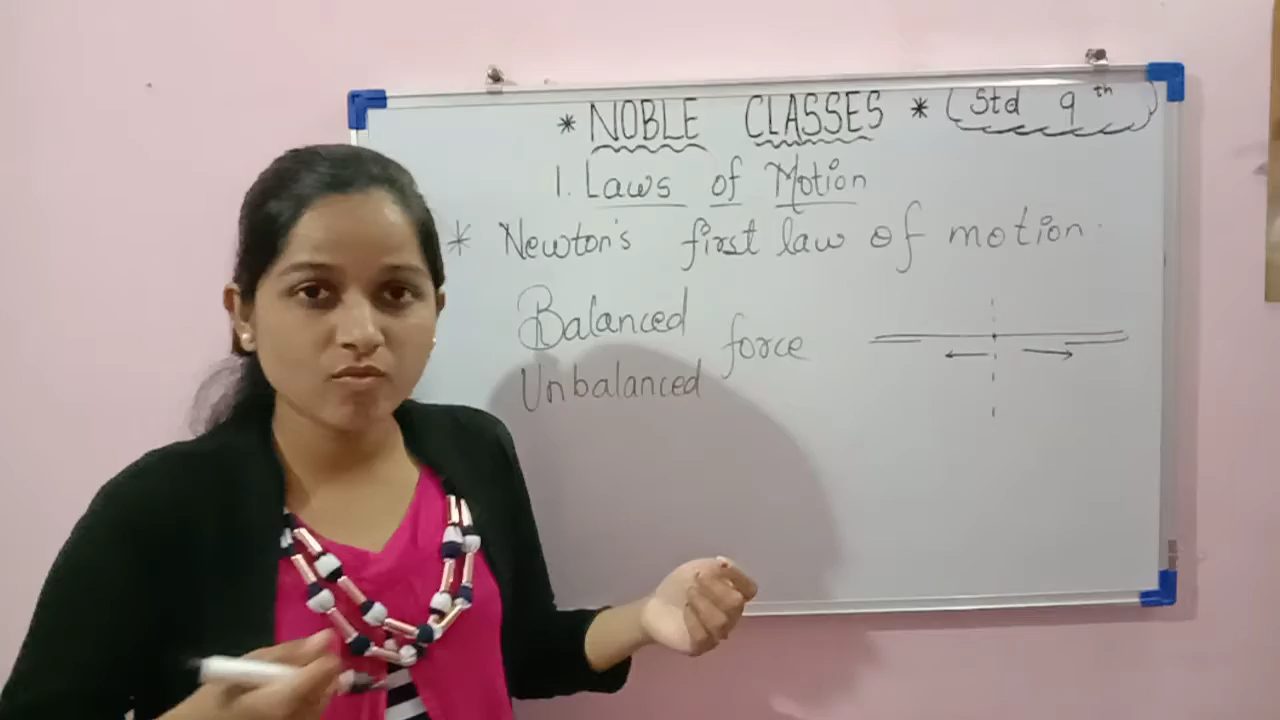 * NOBLE CLASSES * (Std 9th)
1. Laws of Motion
* Newton's first law of motion.
Balanced
force
Unbalanced